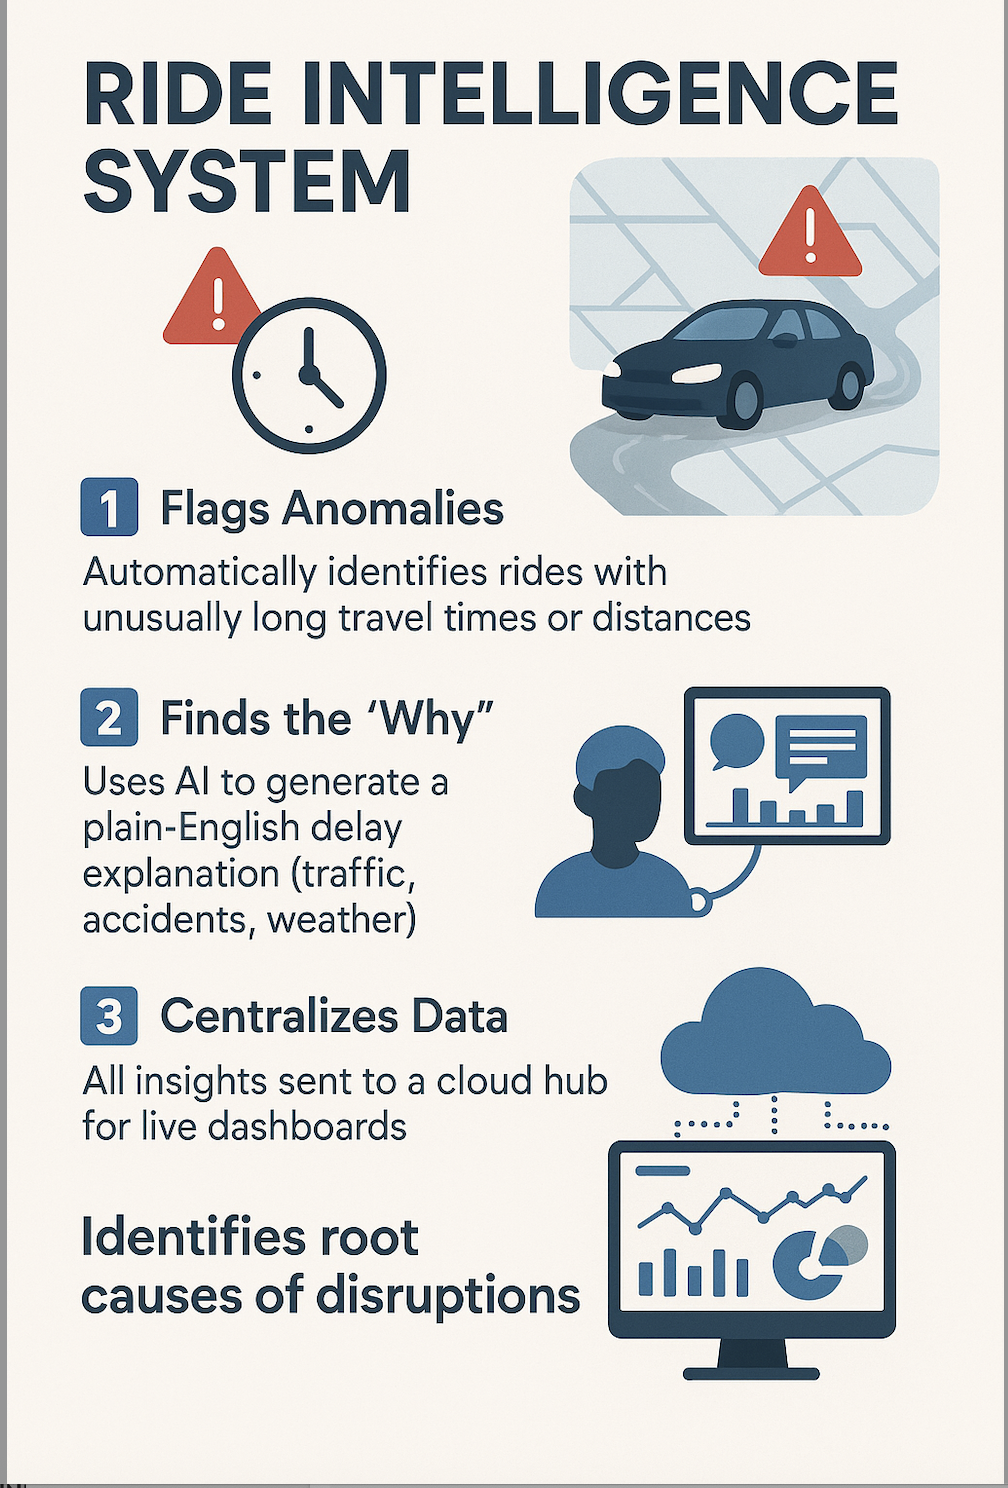 RIDE INTELLIGENCE
SYSTEM
1 Flags Anomalies
Automatically identifies rides with
unusually long travel times or distances
2 Finds the ‘Why”
Uses AI to generate a
plain-English delay
explanation (traffic,
accidents, weather)
3 Centralizes Data
All insights sent to a cloud hub
for live dashboards
Identifies root
causes of disruptions